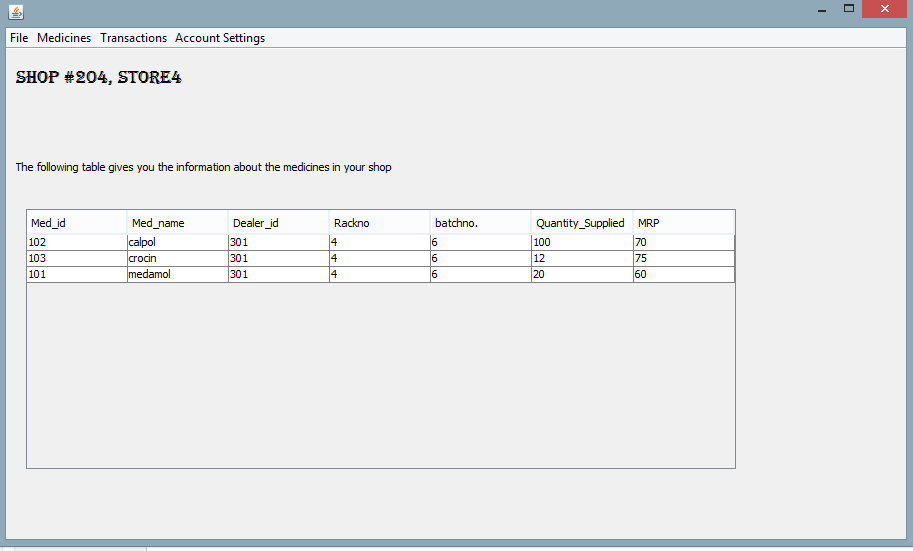 File Medicines Transactions Account Settings
SHOP #204, STORE4
The following table gives you the information about the medicines in your shop
Med_id Med_name Dealer_id Rackno batchno. Quantity_Supplied MRP
102 calpol 301 4 6 100 70
103 crocin 301 4 6 12 75
101 medamol 301 4 6 20 60